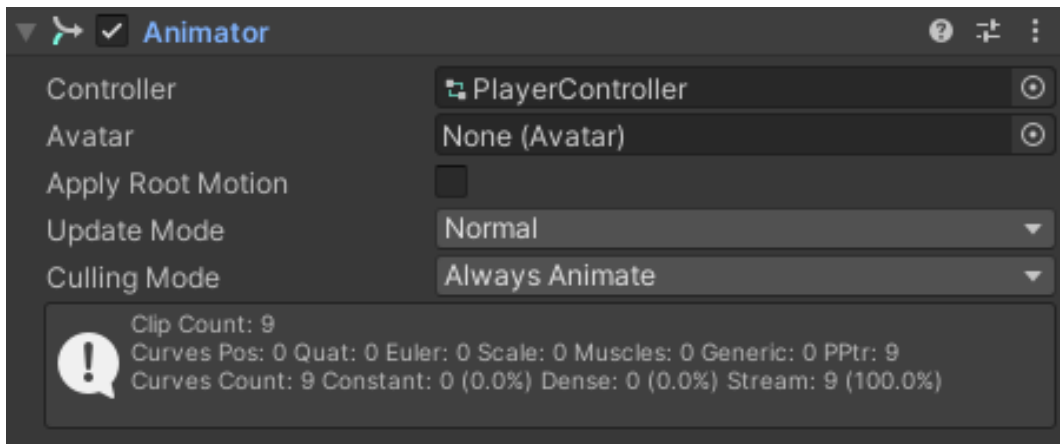 Animator
Controller PlayerController
Avatar None (Avatar)
Apply Root Motion
Update Mode Normal
Culling Mode Always Animate
Clip Count: 9
Curves Pos: 0 Quat: 0 Euler: 0 Scale: 0 Muscles: 0 Generic: 0 PPtr: 9
Curves Count: 9 Constant: 0 (0.0%) Dense: 0 (0.0%) Stream: 9 (100.0%)